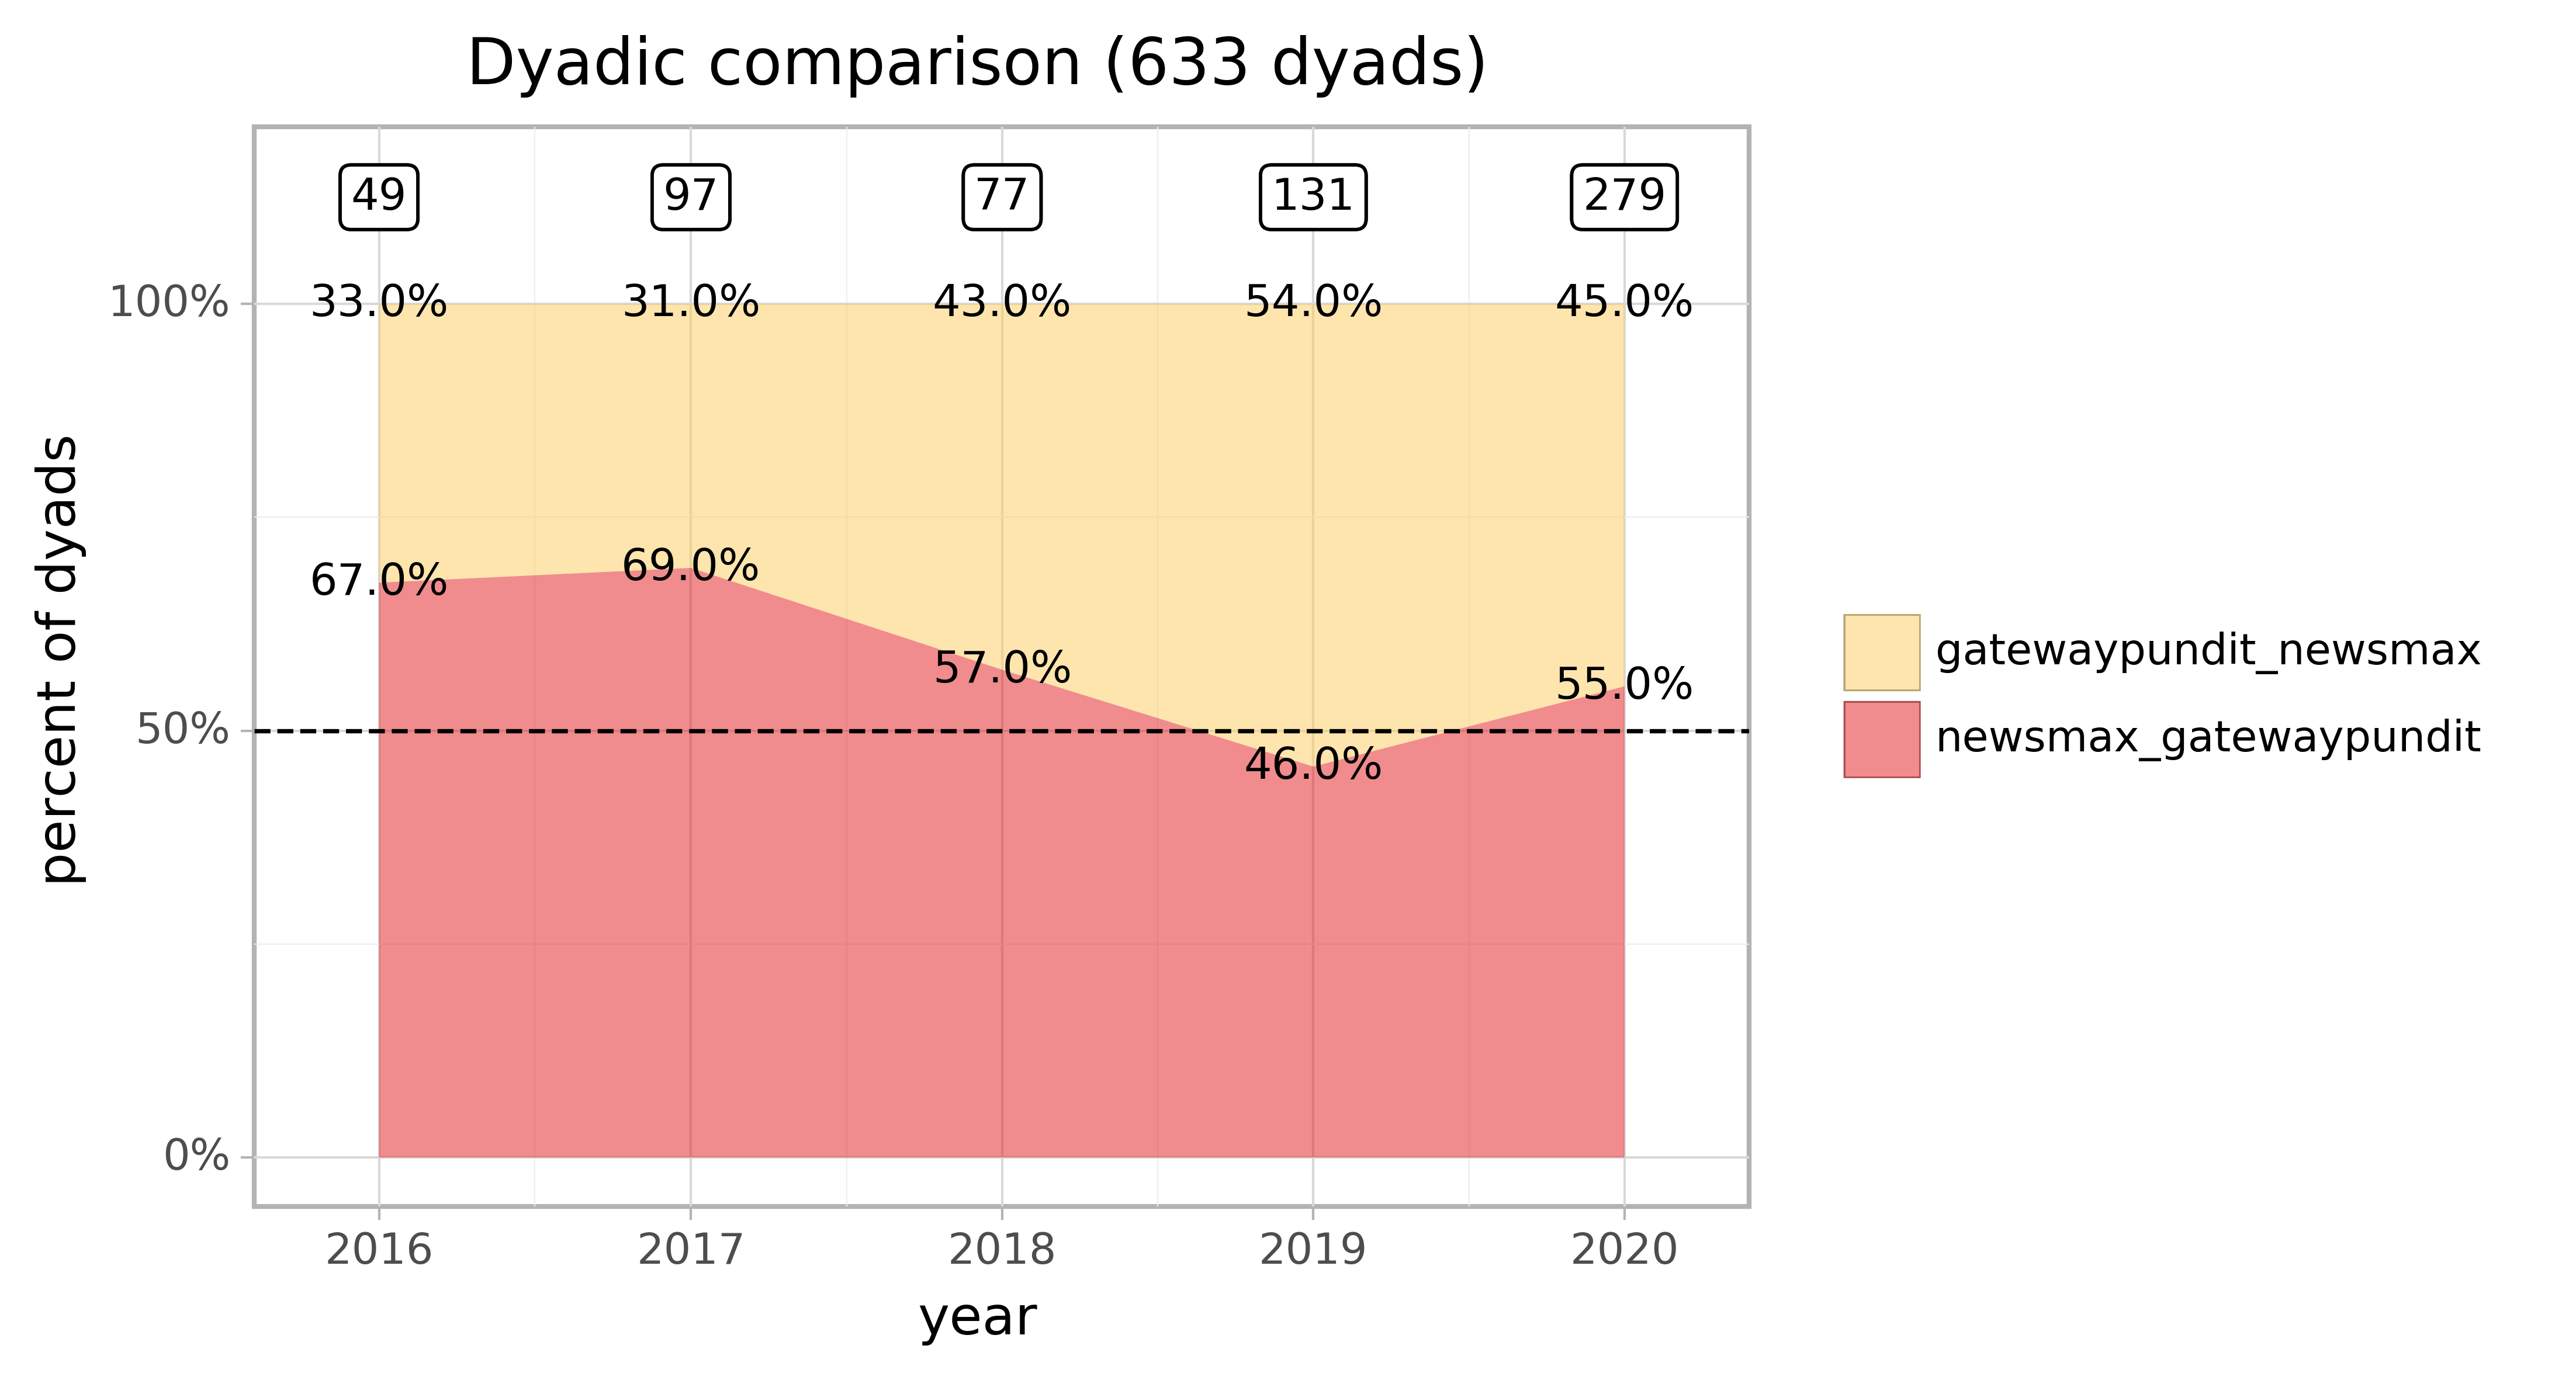 Dyadic comparison (633 dyads)
49 97 77 131 279
100% 33.0% 31.0% 43.0% 54.0% 45.0%
67.0% 69.0% 57.0% 46.0% 55.0%
50%
0%
percent of dyads
2016 2017 2018 2019 2020
year
gatewaypundit_newsmax
newsmax_gatewaypundit